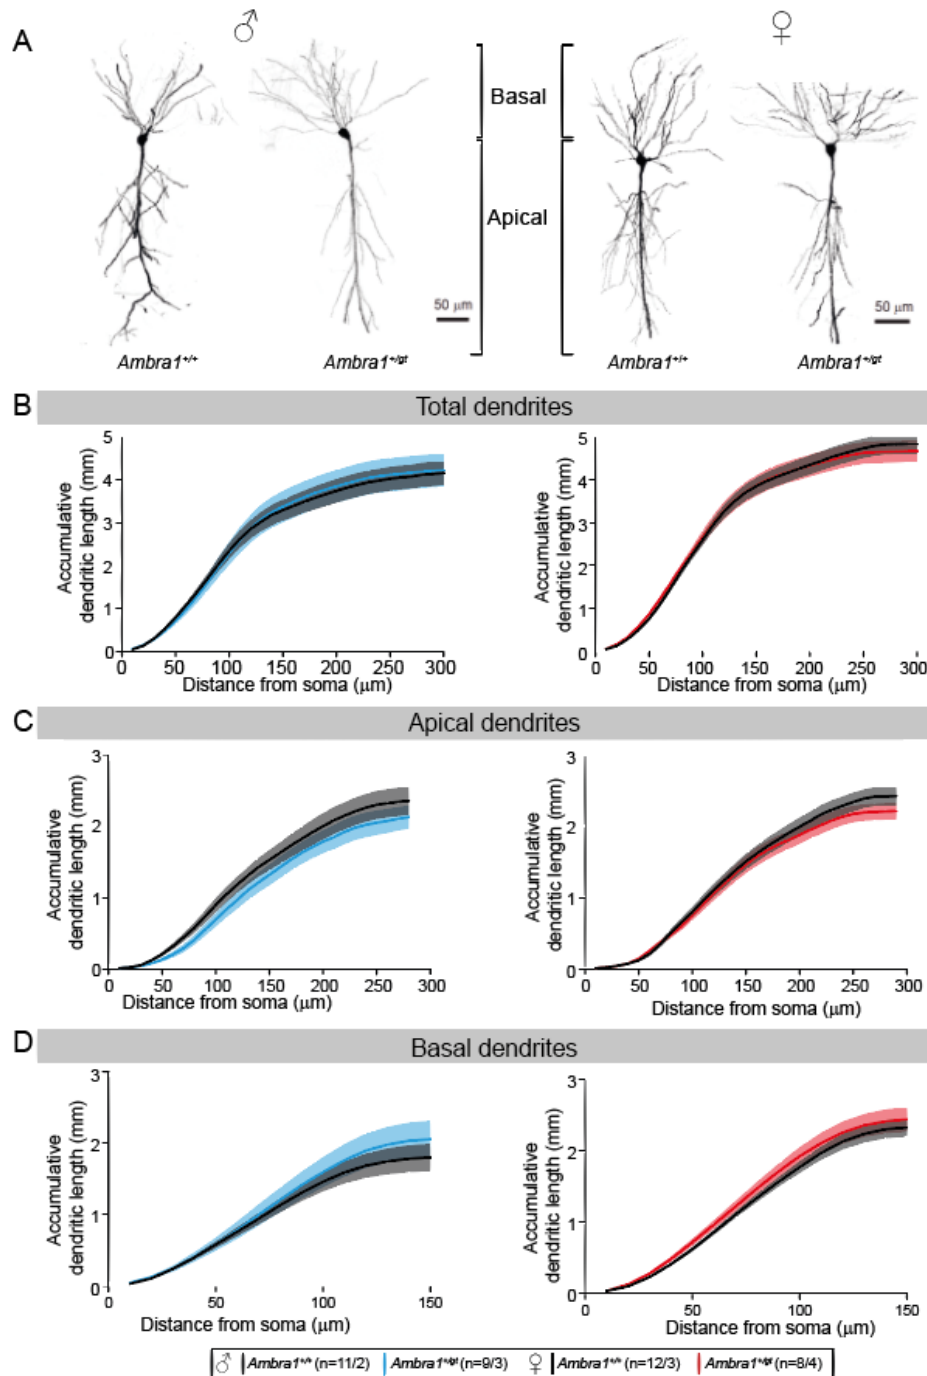 A ♂ ♀
Basal
Apical
50 μm
50 μm
Ambra1+/+ Ambra1+/gt Ambra1+/+ Ambra1+/gt
B Total dendrites
Accumulative
dendritic length (mm)
5
4
3
2
1
0
0 50 100 150 200 250 300
Distance from soma (μm)
Accumulative
dendritic length (mm)
5
4
3
2
1
0
0 50 100 150 200 250 300
Distance from soma (μm)
C Apical dendrites
Accumulative
dendritic length (mm)
3
2
1
0
0 50 100 150 200 250 300
Distance from soma (μm)
Accumulative
dendritic length (mm)
3
2
1
0
0 50 100 150 200 250 300
Distance from soma (μm)
D Basal dendrites
Accumulative
dendritic length (mm)
3
2
1
0
0 50 100 150
Distance from soma (μm)
Accumulative
dendritic length (mm)
3
2
1
0
0 50 100 150
Distance from soma (μm)
♂ Ambra1+/+ (n=11/2) Ambra1+/gt (n=9/3) ♀ Ambra1+/+ (n=12/3) Ambra1+/gt (n=8/4)